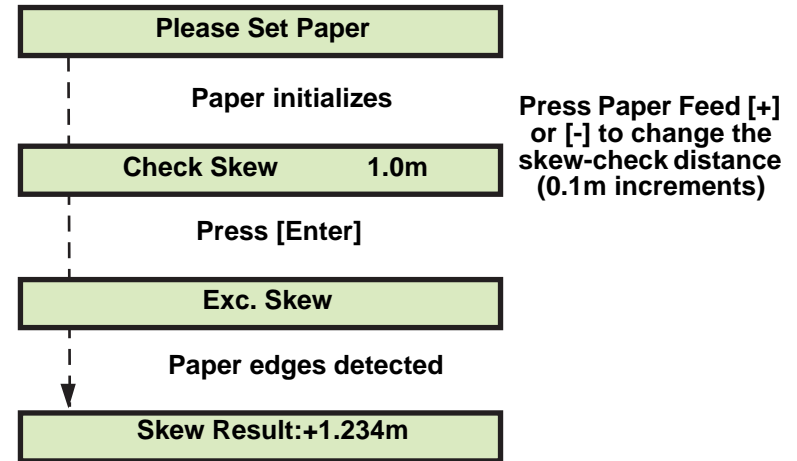 Please Set Paper
Paper initializes
Press Paper Feed [+]
or [-] to change the
skew-check distance
(0.1m increments)
Check Skew 1.0m
Press [Enter]
Exc. Skew
Paper edges detected
Skew Result:+1.234m